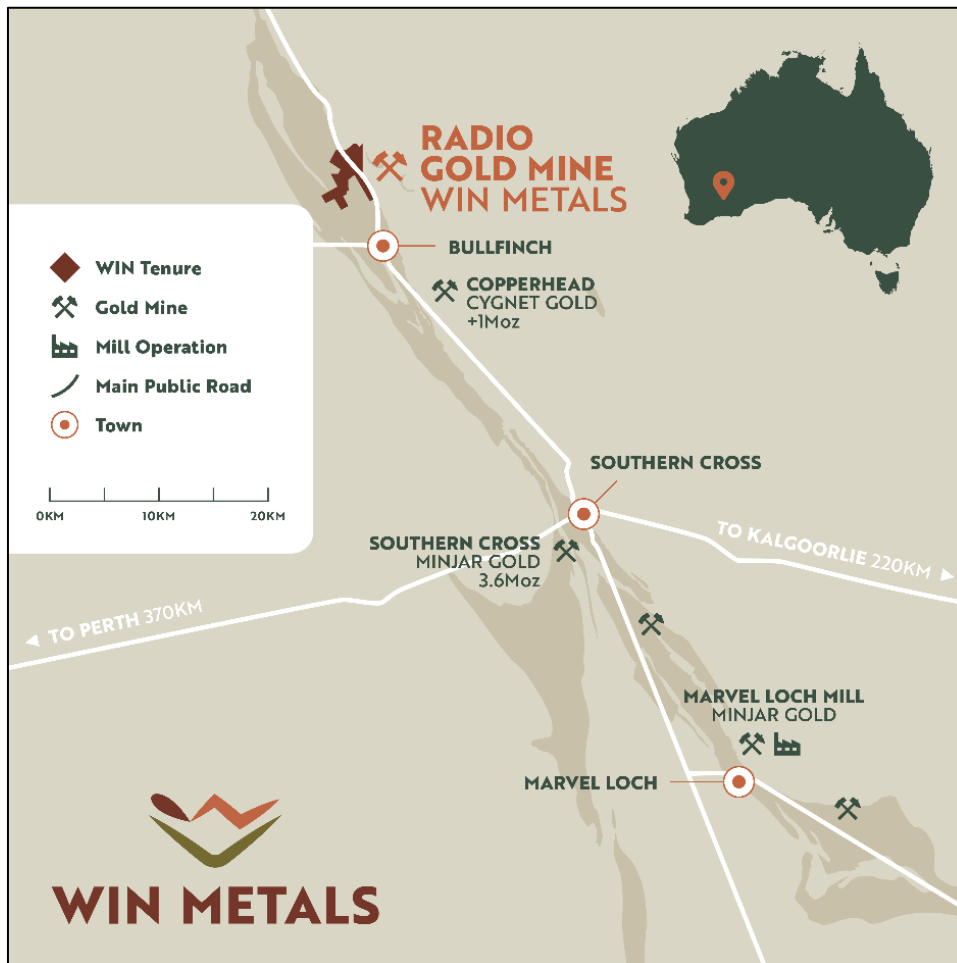 RADIO
GOLD MINE
WIN METALS
BULLFINCH
COPPERHEAD
CYGNET GOLD
+1Moz
WIN Tenure
Gold Mine
Mill Operation
Main Public Road
Town
0KM 10KM 20KM
SOUTHERN CROSS
SOUTHERN CROSS
MINJAR GOLD
3.6Moz
TO KALGOORLIE 220KM
TO PERTH 370KM
MARVEL LOCH MILL
MINJAR GOLD
MARVEL LOCH
WIN METALS